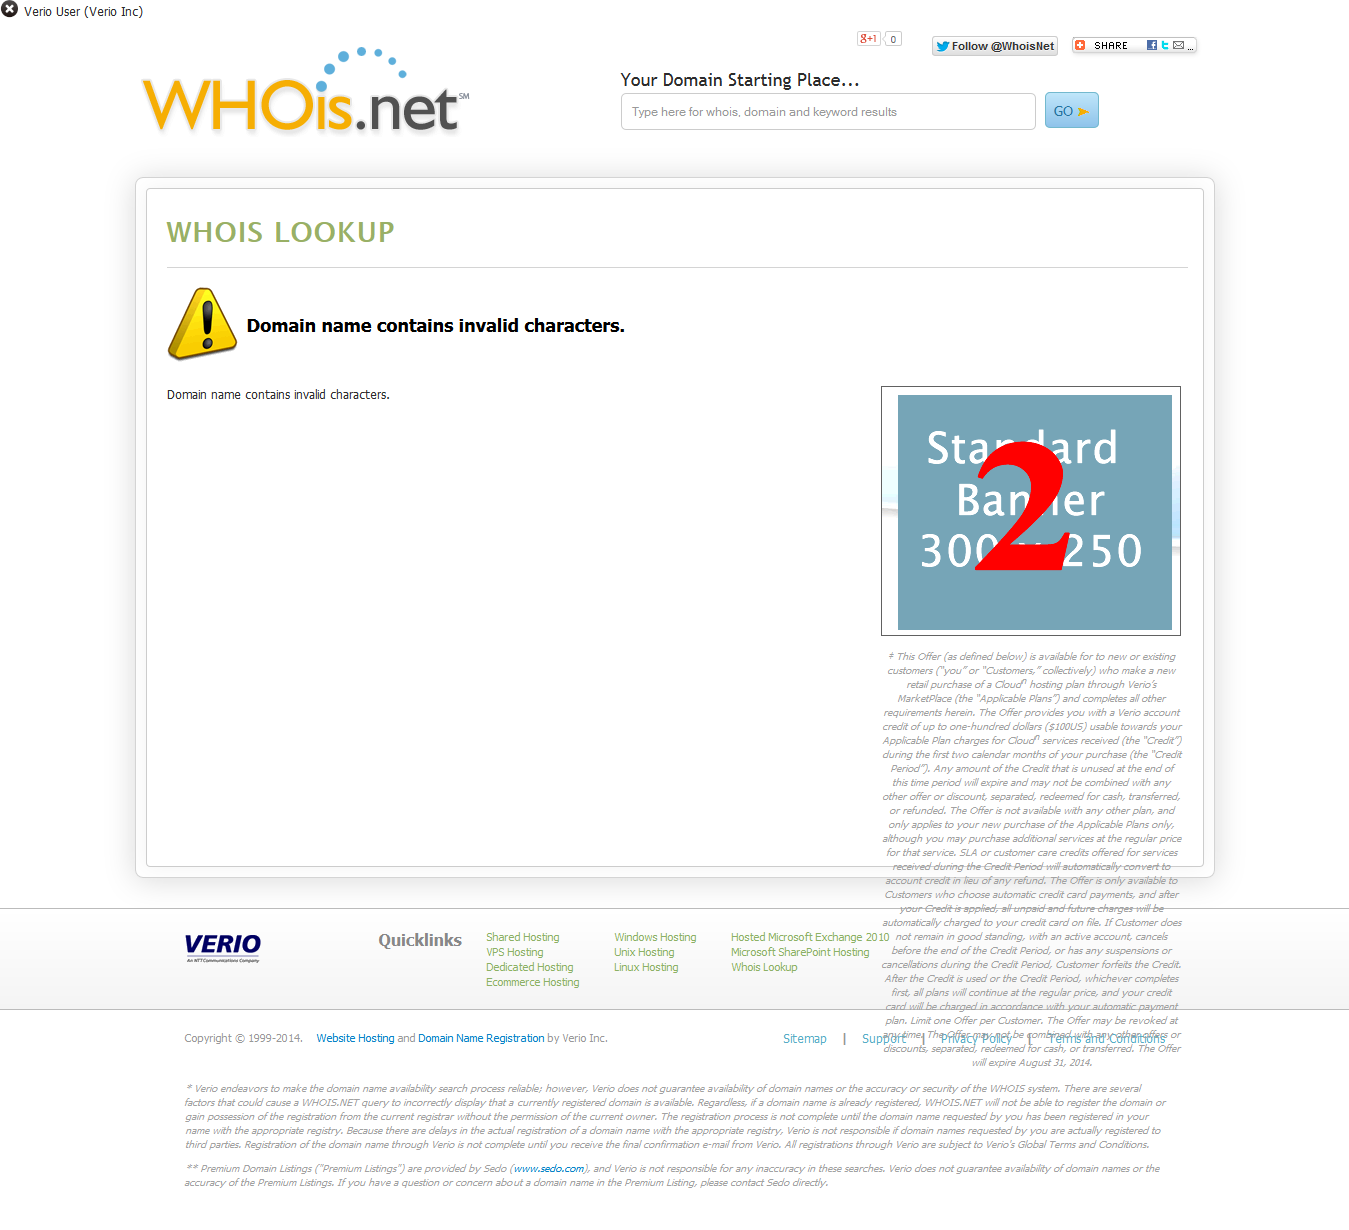 Verio User (Verio Inc)
g+1 0
Follow @WhoisNet
SHARE ...
WHOis.net SM
Your Domain Starting Place...
Type here for whois, domain and keyword results
GO
WHOIS LOOKUP
Domain name contains invalid characters.
Domain name contains invalid characters.
Standard
Banner
300 x 250
2
‡ This Offer (as defined below) is available for to new or existing
customers (“you” or "Customers,” collectively) who make a new
retail purchase of a Cloudⁿ hosting plan through Verio’s
MarketPlace (the "Applicable Plans”) and completes all other
requirements herein. The Offer provides you with a Verio account
credit of up to one-hundred dollars ($100US) usable towards your
Applicable Plan charges for Cloudⁿ services received (the “Credit”)
during the first two calendar months of your purchase (the “Credit
Period”). Any amount of the Credit that is unused at the end of
this time period will expire and may not be combined with any
other offer or discount, separated, redeemed for cash, transferred,
or refunded. The Offer is not available with any other plan, and
only applies to your new purchase of the Applicable Plans only,
although you may purchase additional services at the regular price
for that service. SLA or customer care credits offered for services
received during the Credit Period will automatically convert to
account credit in lieu of any refund. The Offer is only available to
Customers who choose automatic credit card payments, and after
your Credit is applied, all unpaid and future charges will be
automatically charged to your credit card on file. If Customer does
not remain in good standing, with an active account, cancels
before the end of the Credit Period, or has any suspensions or
cancellations during the Credit Period, Customer forfeits the Credit.
After the Credit is used or the Credit Period, whichever completes
first, all plans will continue at the regular price, and your credit
card will be charged in accordance with your automatic payment
plan. Limit one Offer per Customer. The Offer may be revoked at
any time. The Offer may not be combined with any other offers or
discounts, separated, redeemed for cash, or transferred. The Offer
will expire August 31, 2014.
VERIO
An NTT Communications Company
Quicklinks
Shared Hosting
VPS Hosting
Dedicated Hosting
Ecommerce Hosting
Windows Hosting
Unix Hosting
Linux Hosting
Hosted Microsoft Exchange 2010
Microsoft SharePoint Hosting
Whois Lookup
Copyright © 1999-2014. Website Hosting and Domain Name Registration by Verio Inc.
Sitemap | Support | Privacy Policy | Terms and Conditions
* Verio endeavors to make the domain name availability search process reliable; however, Verio does not guarantee availability of domain names or the accuracy or security of the WHOIS system. There are several
factors that could cause a WHOIS.NET query to incorrectly display that a currently registered domain is available. Regardless, if a domain name is already registered, WHOIS.NET will not be able to register the domain or
gain possession of the registration from the current registrar without the permission of the current owner. The registration process is not complete until the domain name requested by you has been registered in your
name with the appropriate registry. Because there are delays in the actual registration of a domain name with the appropriate registry, Verio is not responsible if domain names requested by you are actually registered to
third parties. Registration of the domain name through Verio is not complete until you receive the final confirmation e-mail from Verio. All registrations through Verio are subject to Verio’s Global Terms and Conditions.
** Premium Domain Listings ("Premium Listings") are provided by Sedo (www.sedo.com), and Verio is not responsible for any inaccuracy in these searches. Verio does not guarantee availability of domain names or the
accuracy of the Premium Listings. If you have a question or concern about a domain name in the Premium Listing, please contact Sedo directly.